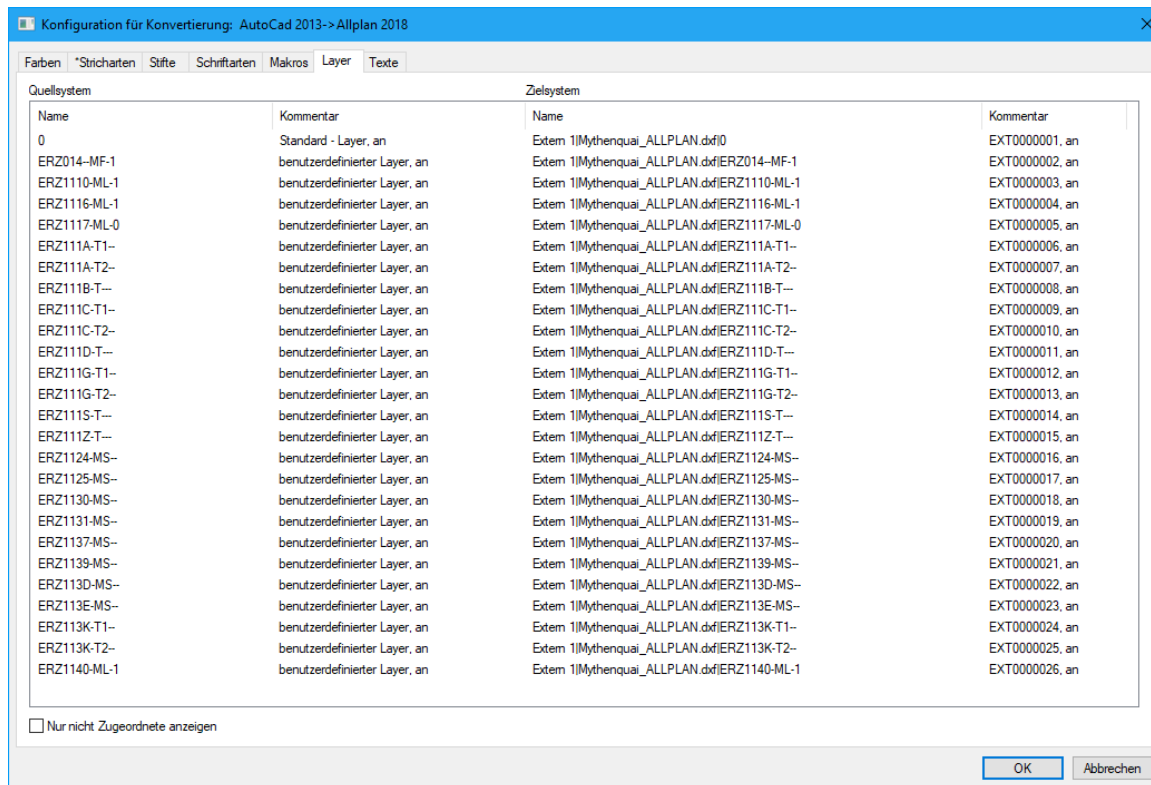 Konfiguration für Konvertierung: AutoCad 2013->Allplan 2018
Farben *Stricharten Stifte Schriftarten Makros Layer Texte
Quellsystem Zielsystem
Name Kommentar Name Kommentar
0 Standard - Layer, an Extern 1|Mythenquai_ALLPLAN.dxf|0 EXT0000001, an
ERZ014--MF-1 benutzerdefinierter Layer, an Extern 1|Mythenquai_ALLPLAN.dxf|ERZ014--MF-1 EXT0000002, an
ERZ1110-ML-1 benutzerdefinierter Layer, an Extern 1|Mythenquai_ALLPLAN.dxf|ERZ1110-ML-1 EXT0000003, an
ERZ1116-ML-1 benutzerdefinierter Layer, an Extern 1|Mythenquai_ALLPLAN.dxf|ERZ1116-ML-1 EXT0000004, an
ERZ1117-ML-0 benutzerdefinierter Layer, an Extern 1|Mythenquai_ALLPLAN.dxf|ERZ1117-ML-0 EXT0000005, an
ERZ111A-T1-- benutzerdefinierter Layer, an Extern 1|Mythenquai_ALLPLAN.dxf|ERZ111A-T1-- EXT0000006, an
ERZ111A-T2-- benutzerdefinierter Layer, an Extern 1|Mythenquai_ALLPLAN.dxf|ERZ111A-T2-- EXT0000007, an
ERZ111B-T--- benutzerdefinierter Layer, an Extern 1|Mythenquai_ALLPLAN.dxf|ERZ111B-T--- EXT0000008, an
ERZ111C-T1-- benutzerdefinierter Layer, an Extern 1|Mythenquai_ALLPLAN.dxf|ERZ111C-T1-- EXT0000009, an
ERZ111C-T2-- benutzerdefinierter Layer, an Extern 1|Mythenquai_ALLPLAN.dxf|ERZ111C-T2-- EXT0000010, an
ERZ111D-T--- benutzerdefinierter Layer, an Extern 1|Mythenquai_ALLPLAN.dxf|ERZ111D-T--- EXT0000011, an
ERZ111G-T1-- benutzerdefinierter Layer, an Extern 1|Mythenquai_ALLPLAN.dxf|ERZ111G-T1-- EXT0000012, an
ERZ111G-T2-- benutzerdefinierter Layer, an Extern 1|Mythenquai_ALLPLAN.dxf|ERZ111G-T2-- EXT0000013, an
ERZ111S-T--- benutzerdefinierter Layer, an Extern 1|Mythenquai_ALLPLAN.dxf|ERZ111S-T--- EXT0000014, an
ERZ111Z-T--- benutzerdefinierter Layer, an Extern 1|Mythenquai_ALLPLAN.dxf|ERZ111Z-T--- EXT0000015, an
ERZ1124-MS-- benutzerdefinierter Layer, an Extern 1|Mythenquai_ALLPLAN.dxf|ERZ1124-MS-- EXT0000016, an
ERZ1125-MS-- benutzerdefinierter Layer, an Extern 1|Mythenquai_ALLPLAN.dxf|ERZ1125-MS-- EXT0000017, an
ERZ1130-MS-- benutzerdefinierter Layer, an Extern 1|Mythenquai_ALLPLAN.dxf|ERZ1130-MS-- EXT0000018, an
ERZ1131-MS-- benutzerdefinierter Layer, an Extern 1|Mythenquai_ALLPLAN.dxf|ERZ1131-MS-- EXT0000019, an
ERZ1137-MS-- benutzerdefinierter Layer, an Extern 1|Mythenquai_ALLPLAN.dxf|ERZ1137-MS-- EXT0000020, an
ERZ1139-MS-- benutzerdefinierter Layer, an Extern 1|Mythenquai_ALLPLAN.dxf|ERZ1139-MS-- EXT0000021, an
ERZ113D-MS-- benutzerdefinierter Layer, an Extern 1|Mythenquai_ALLPLAN.dxf|ERZ113D-MS-- EXT0000022, an
ERZ113E-MS-- benutzerdefinierter Layer, an Extern 1|Mythenquai_ALLPLAN.dxf|ERZ113E-MS-- EXT0000023, an
ERZ113K-T1-- benutzerdefinierter Layer, an Extern 1|Mythenquai_ALLPLAN.dxf|ERZ113K-T1-- EXT0000024, an
ERZ113K-T2-- benutzerdefinierter Layer, an Extern 1|Mythenquai_ALLPLAN.dxf|ERZ113K-T2-- EXT0000025, an
ERZ1140-ML-1 benutzerdefinierter Layer, an Extern 1|Mythenquai_ALLPLAN.dxf|ERZ1140-ML-1 EXT0000026, an
Nur nicht Zugeordnete anzeigen
OK Abbrechen